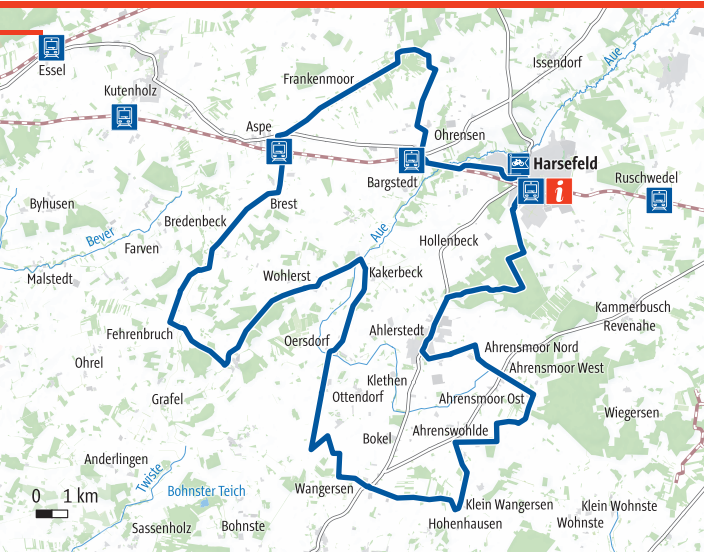 Essel
Kutenholz
Frankenmoor
Issendorf
Aue
Aspe
Ohrensen
Harsefeld
i
Ruschwedel
Bargstedt
Byhusen
Brest
Bredenbeck
Bever
Farven
Aue
Hollenbeck
Malstedt
Wohlerst
Kakerbeck
Kammerbusch
Revenahe
Fehrenbruch
Oersdorf
Ahlerstedt
Ahrensmoor Nord
Ohrel
Ahrensmoor West
Klethen
Grafel
Ottendorf
Ahrensmoor Ost
Wiegersen
Bokel
Ahrenswohlde
Anderlingen
Twiste
Bohnster Teich
Wangersen
0 1 km
Klein Wangersen
Klein Wohnste
Sassenholz
Bohnste
Hohenhausen
Wohnste